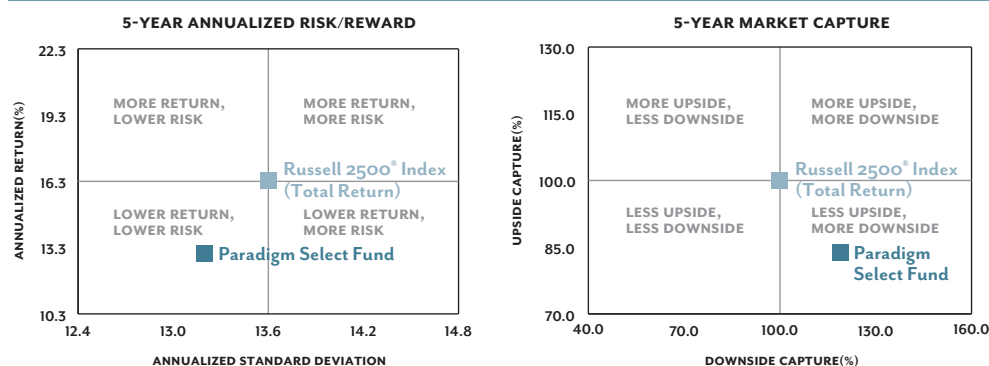 5-YEAR ANNUALIZED RISK/REWARD
22.3
19.3
16.3
13.3
10.3
ANNUALIZED RETURN(%)
MORE RETURN,
LOWER RISK
MORE RETURN,
MORE RISK
Russell 2500® Index
(Total Return)
LOWER RETURN,
LOWER RISK
LOWER RETURN,
MORE RISK
Paradigm Select Fund
12.4 13.0 13.6 14.2 14.8
ANNUALIZED STANDARD DEVIATION
5-YEAR MARKET CAPTURE
130.0
115.0
100.0
85.0
70.0
UPSIDE CAPTURE(%)
MORE UPSIDE,
LESS DOWNSIDE
MORE UPSIDE,
MORE DOWNSIDE
Russell 2500® Index
(Total Return)
LESS UPSIDE,
LESS DOWNSIDE
LESS UPSIDE,
MORE DOWNSIDE
Paradigm
Select Fund
40.0 70.0 100.0 130.0 160.0
DOWNSIDE CAPTURE(%)